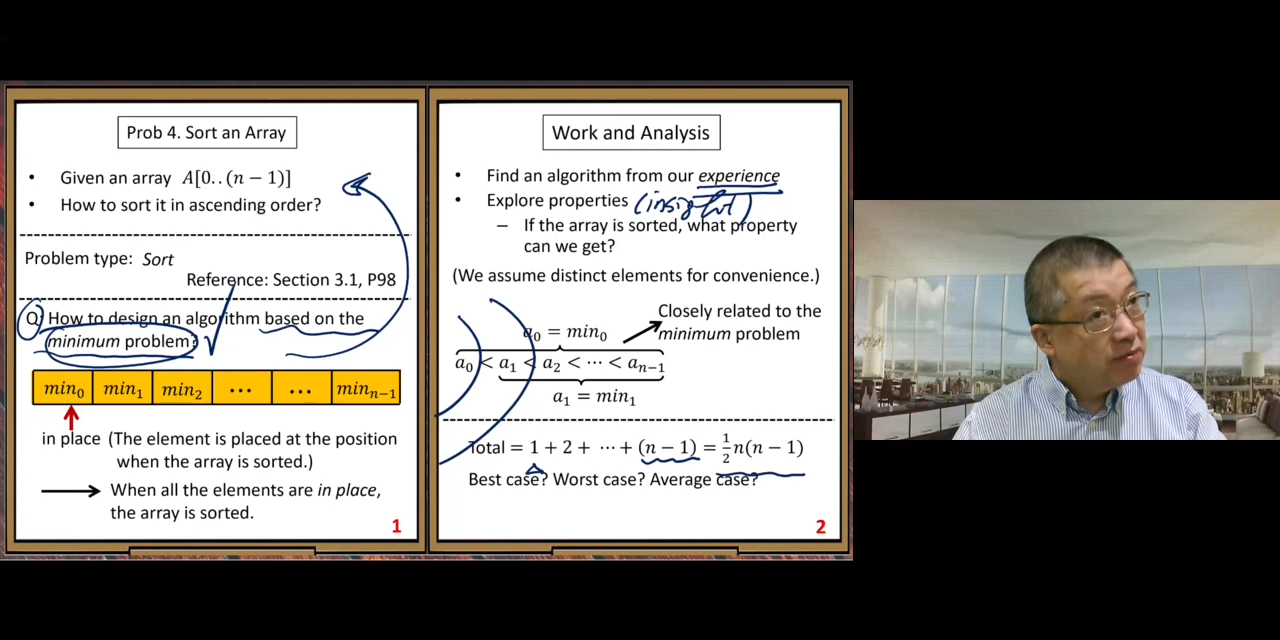 Prob 4. Sort an Array
• Given an array A[0..(n − 1)]
• How to sort it in ascending order?
Problem type: Sort
Reference: Section 3.1, P98
Q: How to design an algorithm based on the
minimum problem?
min₀ min₁ min₂ ⋯ ⋯ minₙ₋₁
in place (The element is placed at the position
when the array is sorted.)
When all the elements are in place,
the array is sorted.
1
Work and Analysis
• Find an algorithm from our experience
• Explore properties (insight)
− If the array is sorted, what property
can we get?
(We assume distinct elements for convenience.)
Closely related to the
minimum problem
a₀ = min₀
a₀ < a₁ < a₂ < ⋯ < aₙ₋₁
a₁ = min₁
Total = 1 + 2 + ⋯ + (n − 1) = ½n(n − 1)
Best case? Worst case? Average case?
2